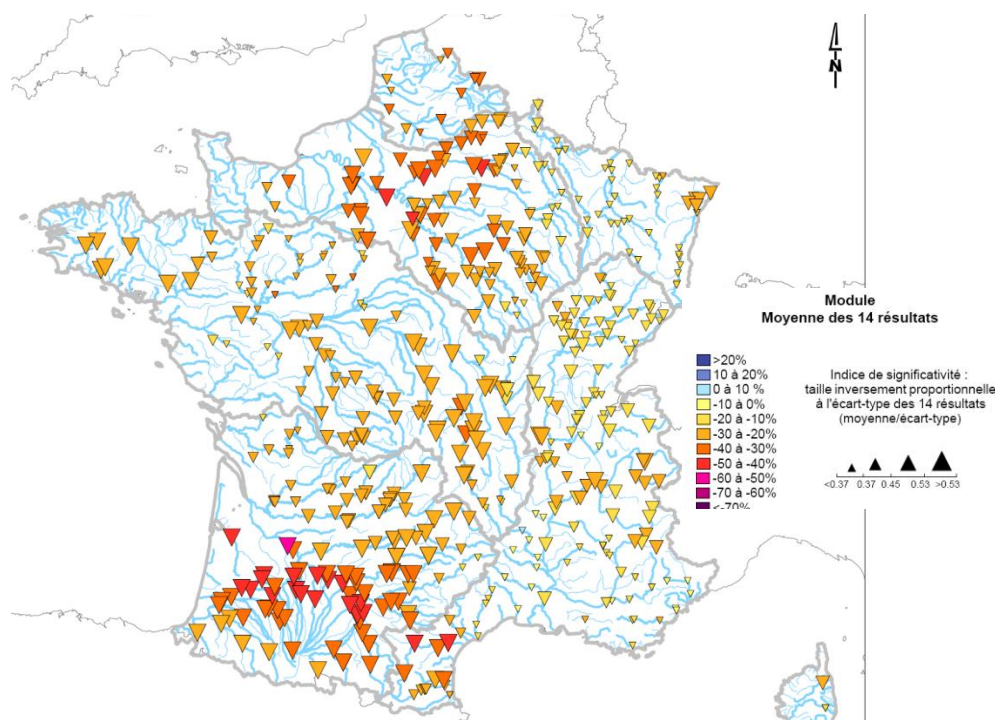 N
Module
Moyenne des 14 résultats
>20%
10 à 20%
0 à 10 %
-10 à 0%
-20 à -10%
-30 à -20%
-40 à -30%
-50 à -40%
-60 à -50%
-70 à -60%
<-70%
Indice de significativité :
taille inversement proportionnelle
à l'écart-type des 14 résultats
(moyenne/écart-type)
<0.37 0.37 0.45 0.53 >0.53